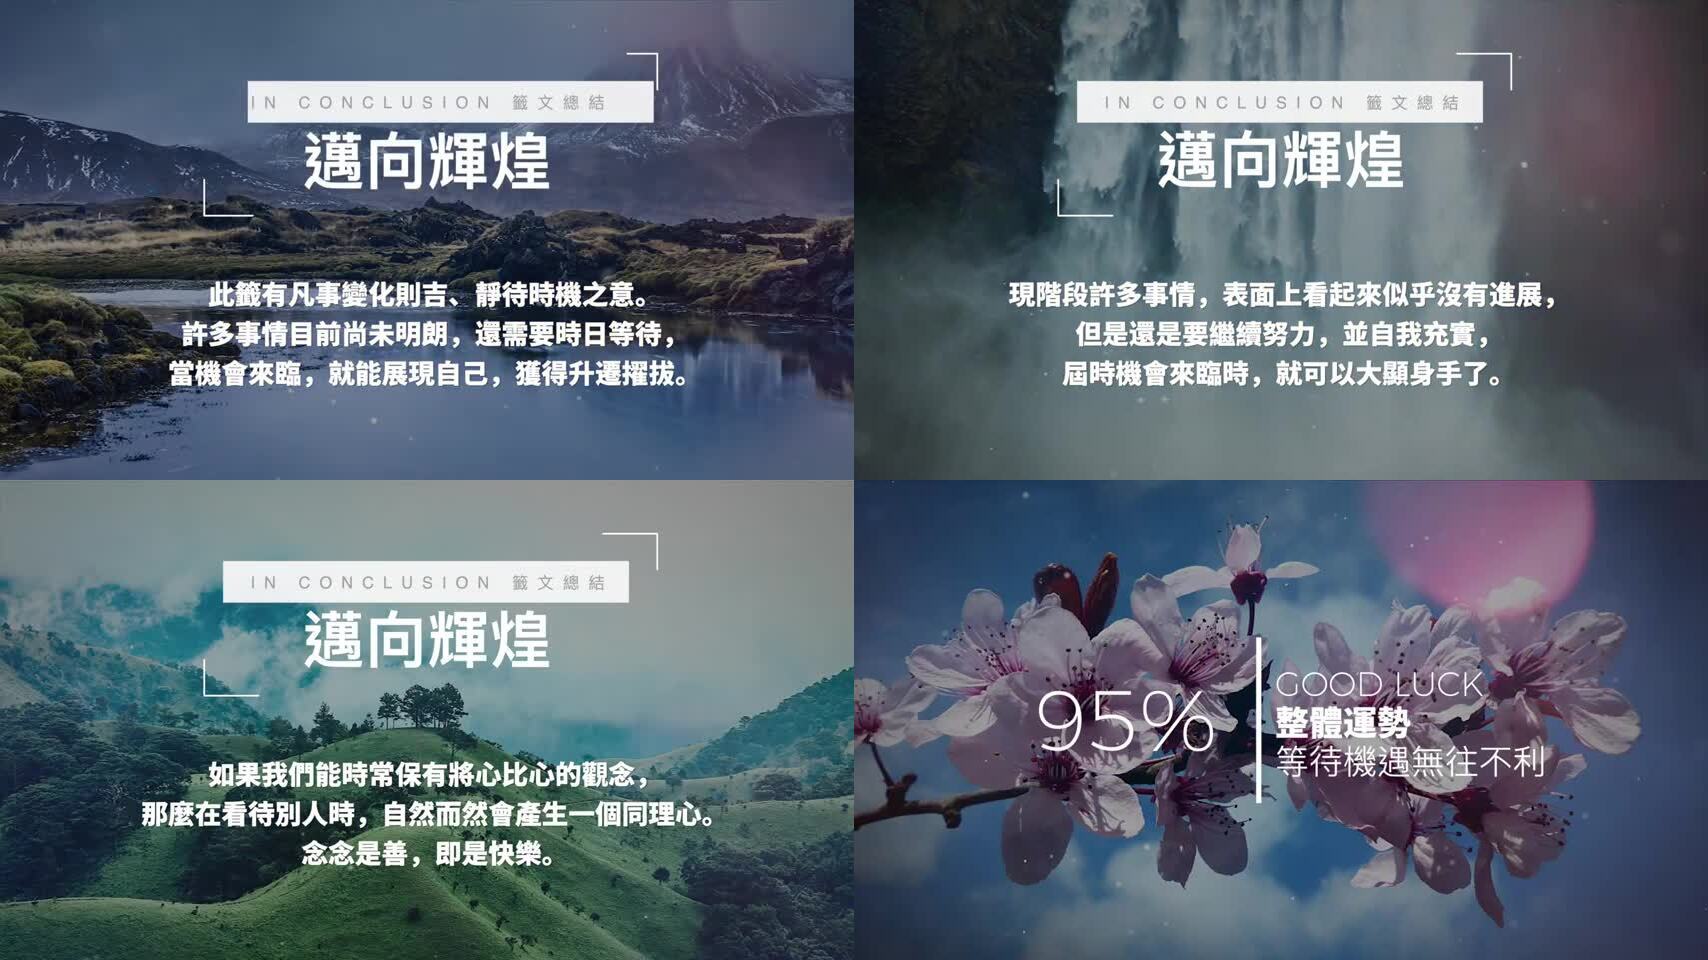 IN CONCLUSION 籤文總結
邁向輝煌
此籤有凡事變化則吉、靜待時機之意。
許多事情目前尚未明朗，還需要時日等待，
當機會來臨，就能展現自己，獲得升遷擢拔。
IN CONCLUSION 籤文總結
邁向輝煌
現階段許多事情，表面上看起來似乎沒有進展，
但是還是要繼續努力，並自我充實，
屆時機會來臨時，就可以大顯身手了。
IN CONCLUSION 籤文總結
邁向輝煌
如果我們能時常保有將心比心的觀念，
那麼在看待別人時，自然而然會產生一個同理心。
念念是善，即是快樂。
95%
GOOD LUCK
整體運勢
等待機遇無往不利